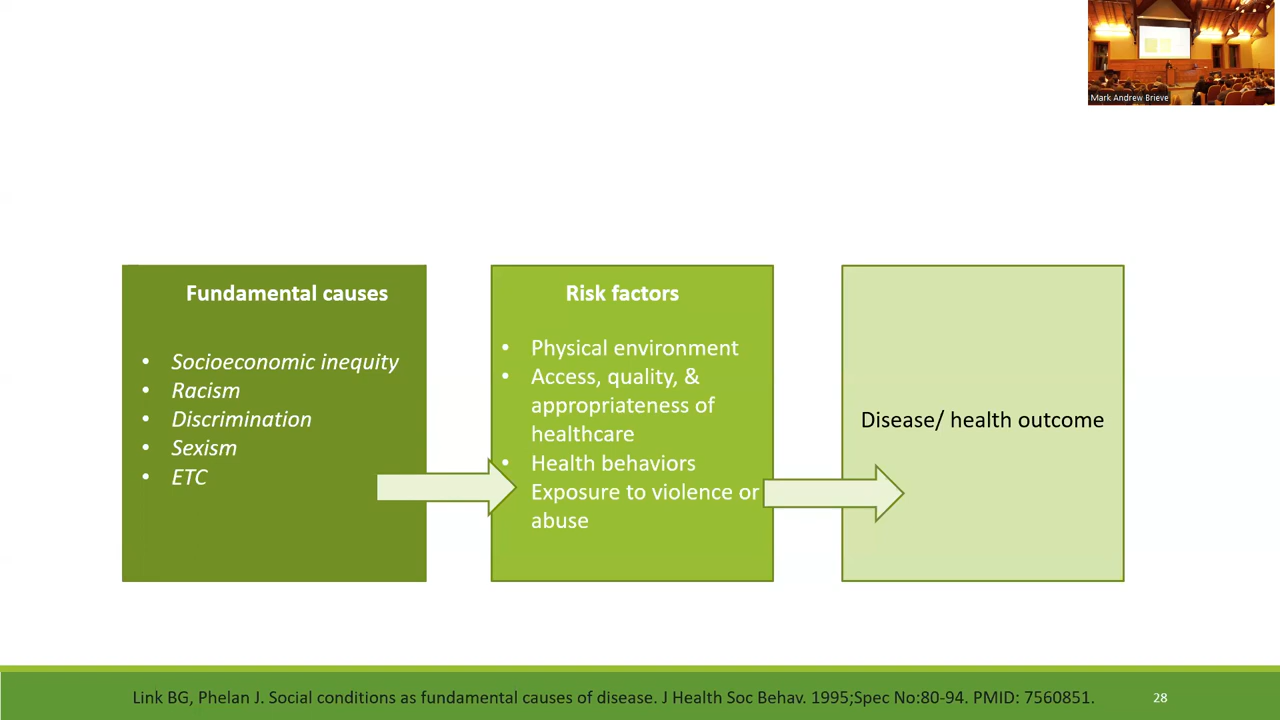 Mark Andrew Brieve
Fundamental causes
• Socioeconomic inequity
• Racism
• Discrimination
• Sexism
• ETC
Risk factors
• Physical environment
• Access, quality, &
appropriateness of
healthcare
• Health behaviors
• Exposure to violence or
abuse
Disease/ health outcome
Link BG, Phelan J. Social conditions as fundamental causes of disease. J Health Soc Behav. 1995;Spec No:80-94. PMID: 7560851.
28